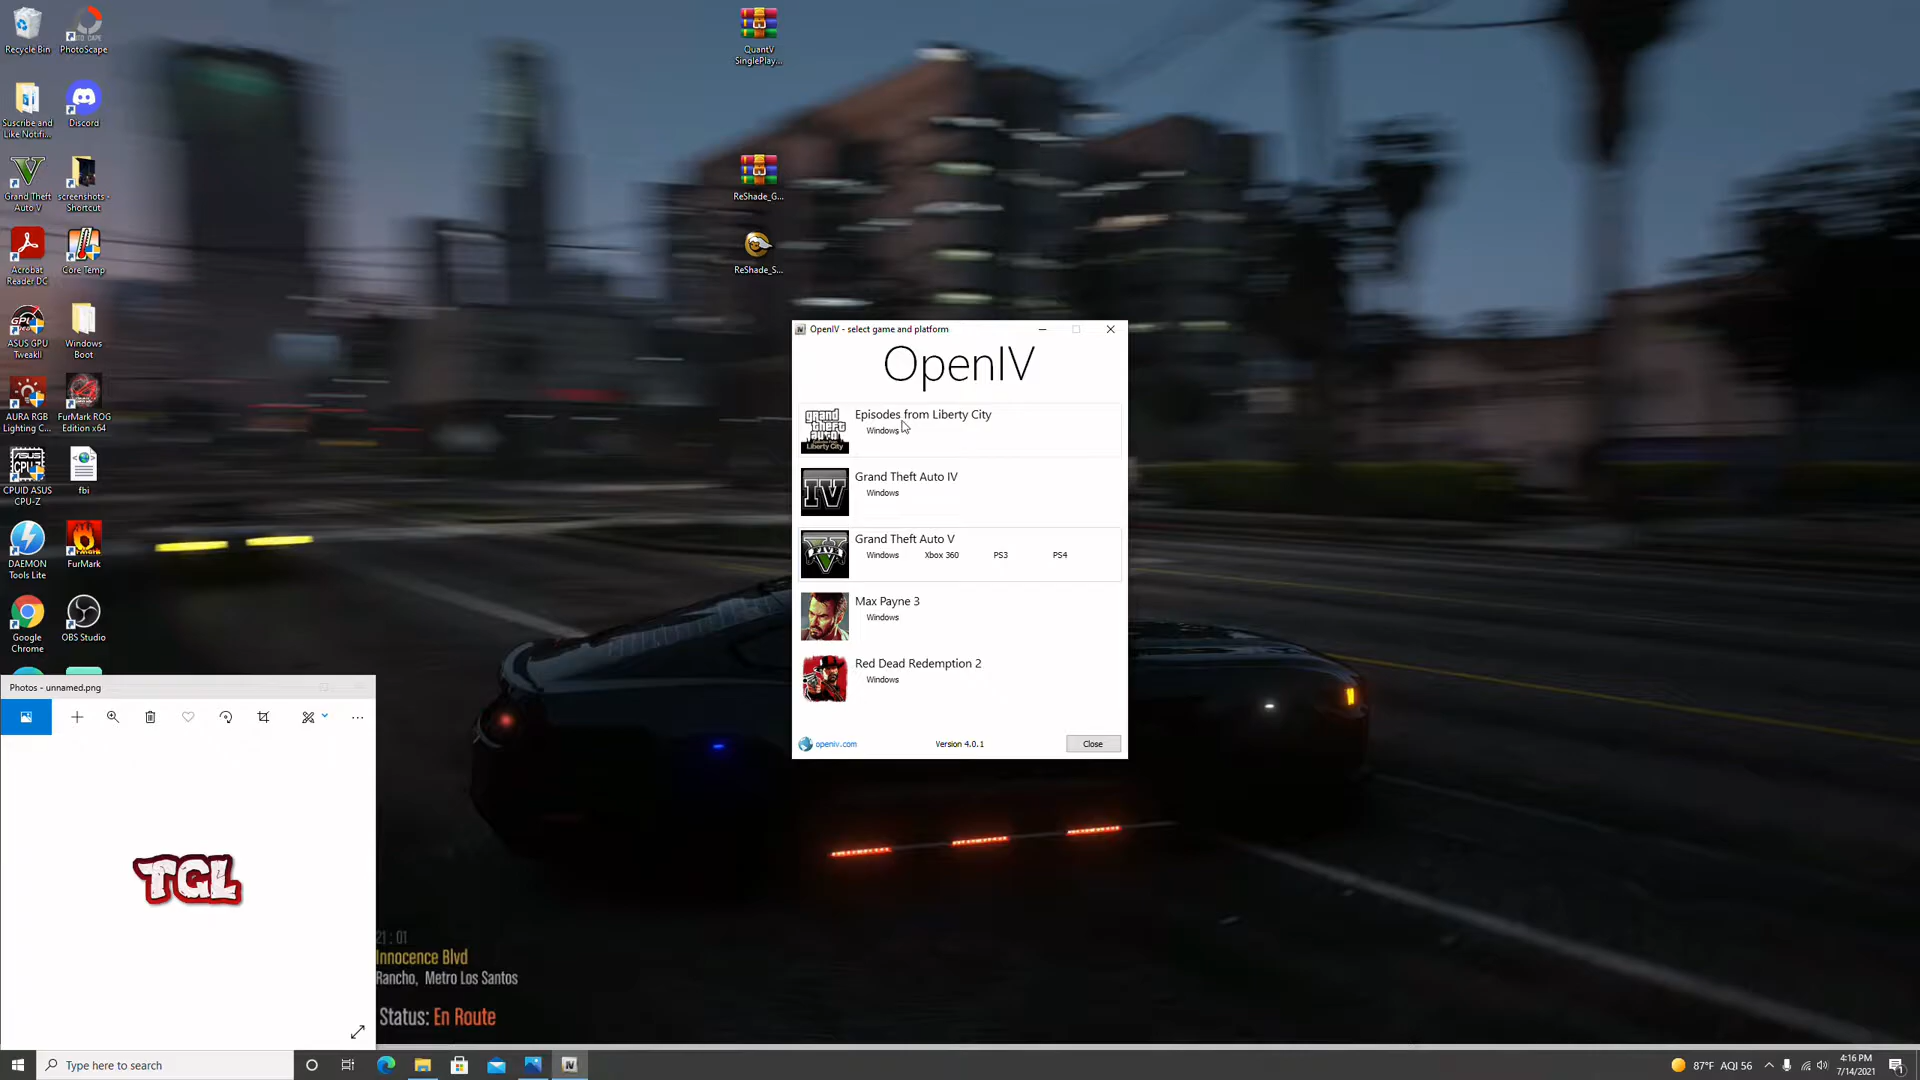 Recycle Bin
PhotoScape
Suscribe and
Like Notifi...
Discord
Grand Theft
Auto V
screenshots -
Shortcut
Acrobat
Reader DC
Core Temp
ASUS GPU
TweakII
Windows
Boot
AURA RGB
Lighting C...
FurMark ROG
Edition x64
CPUID ASUS
CPU-Z
fbi
DAEMON
Tools Lite
FurMark
Google
Chrome
OBS Studio
QuantV
SinglePlay...
ReShade_G...
ReShade_S...
OpenIV - select game and platform
OpenIV
Episodes from Liberty City
Windows
Grand Theft Auto IV
Windows
Grand Theft Auto V
Windows Xbox 360 PS3 PS4
Max Payne 3
Windows
Red Dead Redemption 2
Windows
openiv.com Version 4.0.1 Close
Photos - unnamed.png
TGL
21 : 01
Innocence Blvd
Rancho, Metro Los Santos
Status: En Route
Type here to search
87°F AQI 56
4:16 PM
7/14/2021